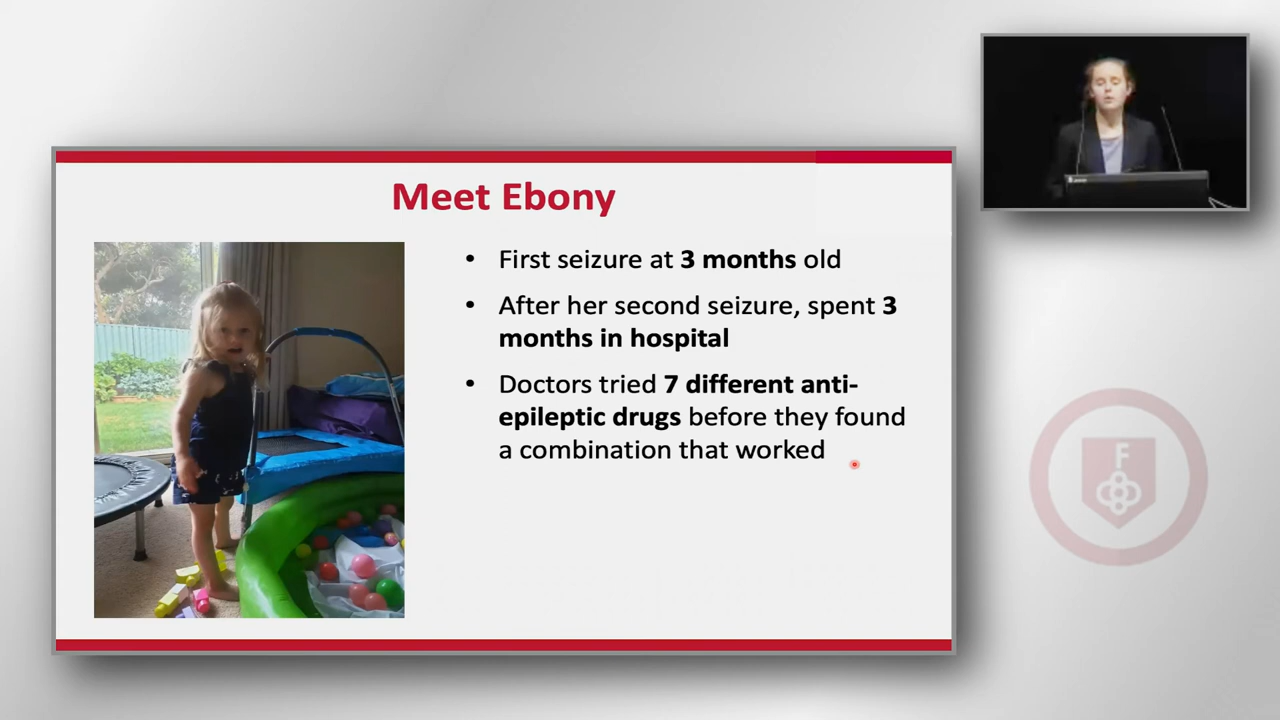 Meet Ebony
• First seizure at 3 months old
• After her second seizure, spent 3
months in hospital
• Doctors tried 7 different anti-
epileptic drugs before they found
a combination that worked
F